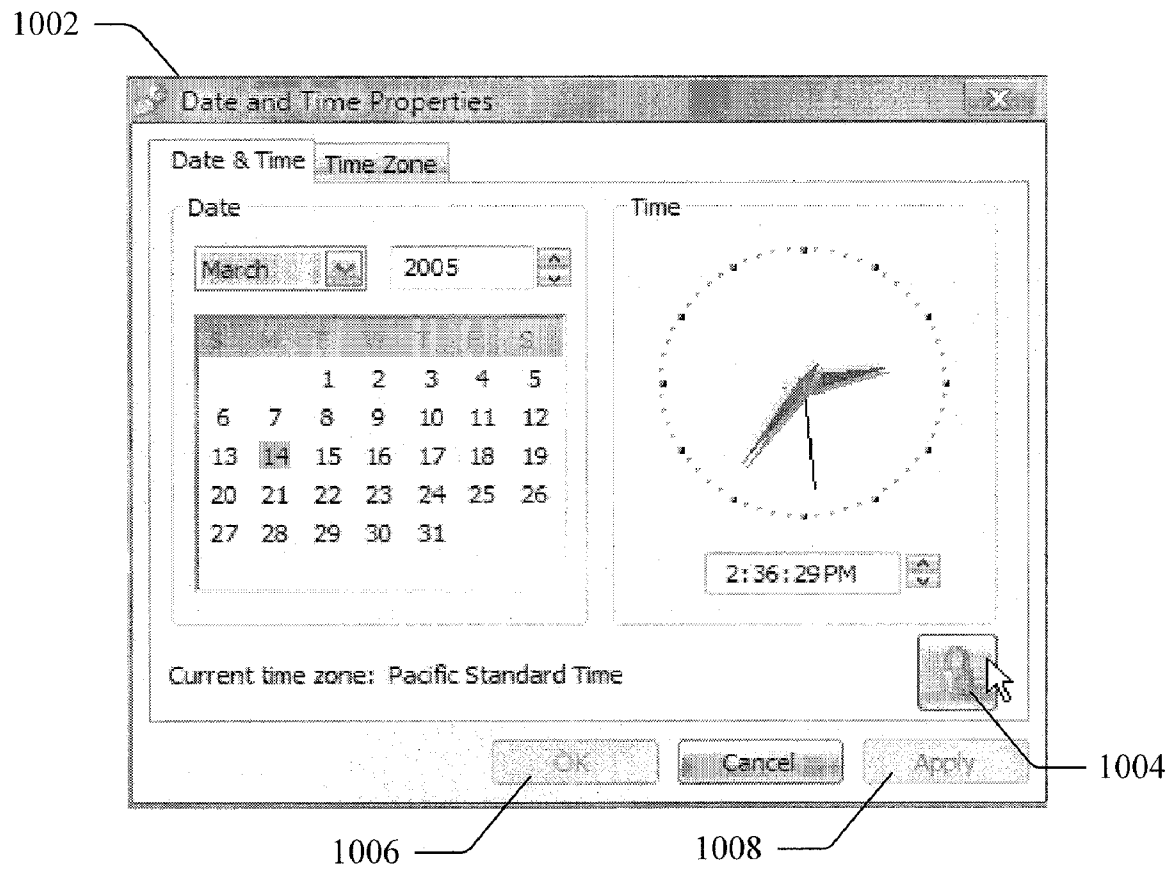 1002
Date and Time Properties
Date & Time
Time Zone
Date
Time
March
2005
S M T W T F S
1 2 3 4 5
6 7 8 9 10 11 12
13 14 15 16 17 18 19
20 21 22 23 24 25 26
27 28 29 30 31
2:36:29 PM
Current time zone: Pacific Standard Time
OK
Cancel
Apply
1004
1006
1008